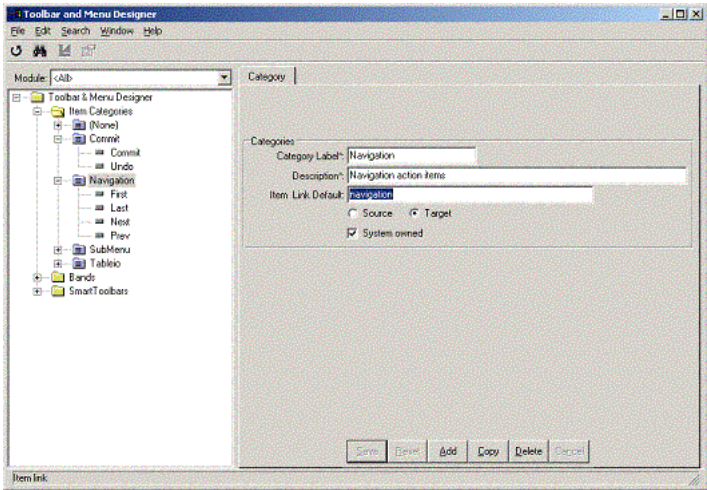 Toolbar and Menu Designer
File Edit Search Window Help
Module: <All>
Category
Toolbar & Menu Designer
Item Categories
(None)
Commit
Commit
Undo
Navigation
First
Last
Next
Prev
SubMenu
Tableio
Bands
SmartToolbars
Categories
Category Label*: Navigation
Description*: Navigation action items
Item Link Default: navigation
Source Target
System owned
Save Reset Add Copy Delete Cancel
Item link